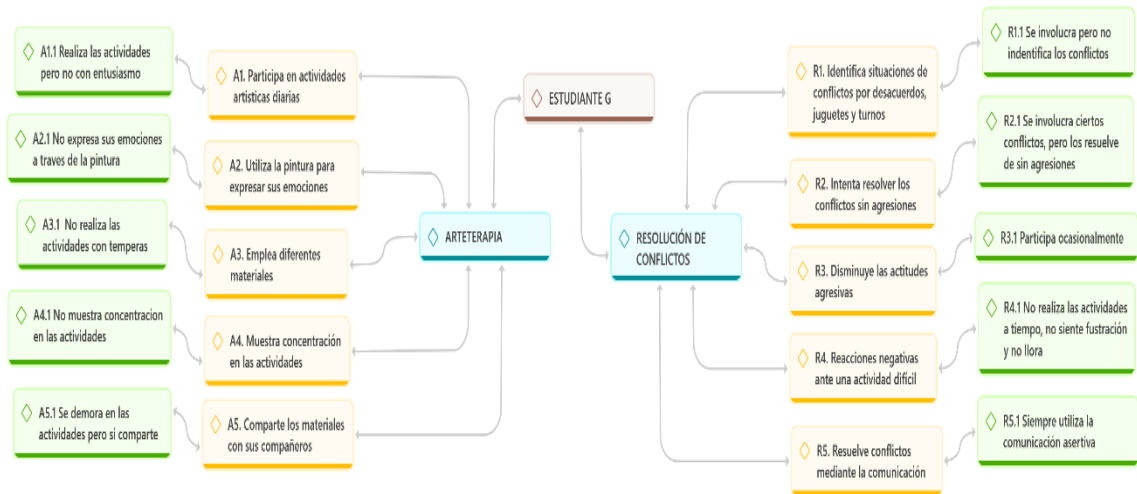 ESTUDIANTE G
ARTETERAPIA
A1. Participa en actividades
artisticas diarias
A1.1 Realiza las actividades
pero no con entusiasmo
A2. Utiliza la pintura para
expresar sus emociones
A2.1 No expresa sus emociones
a traves de la pintura
A3. Emplea diferentes
materiales
A3.1 No realiza las
actividades con temperas
A4. Muestra concentración
en las actividades
A4.1 No muestra concentracion
en las actividades
A5. Comparte los materiales
con sus compañeros
A5.1 Se demora en las
actividades pero si comparte
RESOLUCIÓN DE
CONFLICTOS
R1. Identifica situaciones de
conflictos por desacuerdos,
juguetes y turnos
R1.1 Se involucra pero no
indentifica los conflictos
R2. Intenta resolver los
conflictos sin agresiones
R2.1 Se involucra ciertos
conflictos, pero los resuelve
de sin agresiones
R3. Disminuye las actitudes
agresivas
R3.1 Participa ocasionalmente
R4. Reacciones negativas
ante una actividad difícil
R4.1 No realiza las actividades
a tiempo, no siente fustración
y no llora
R5. Resuelve conflictos
mediante la comunicación
R5.1 Siempre utiliza la
comunicación asertiva